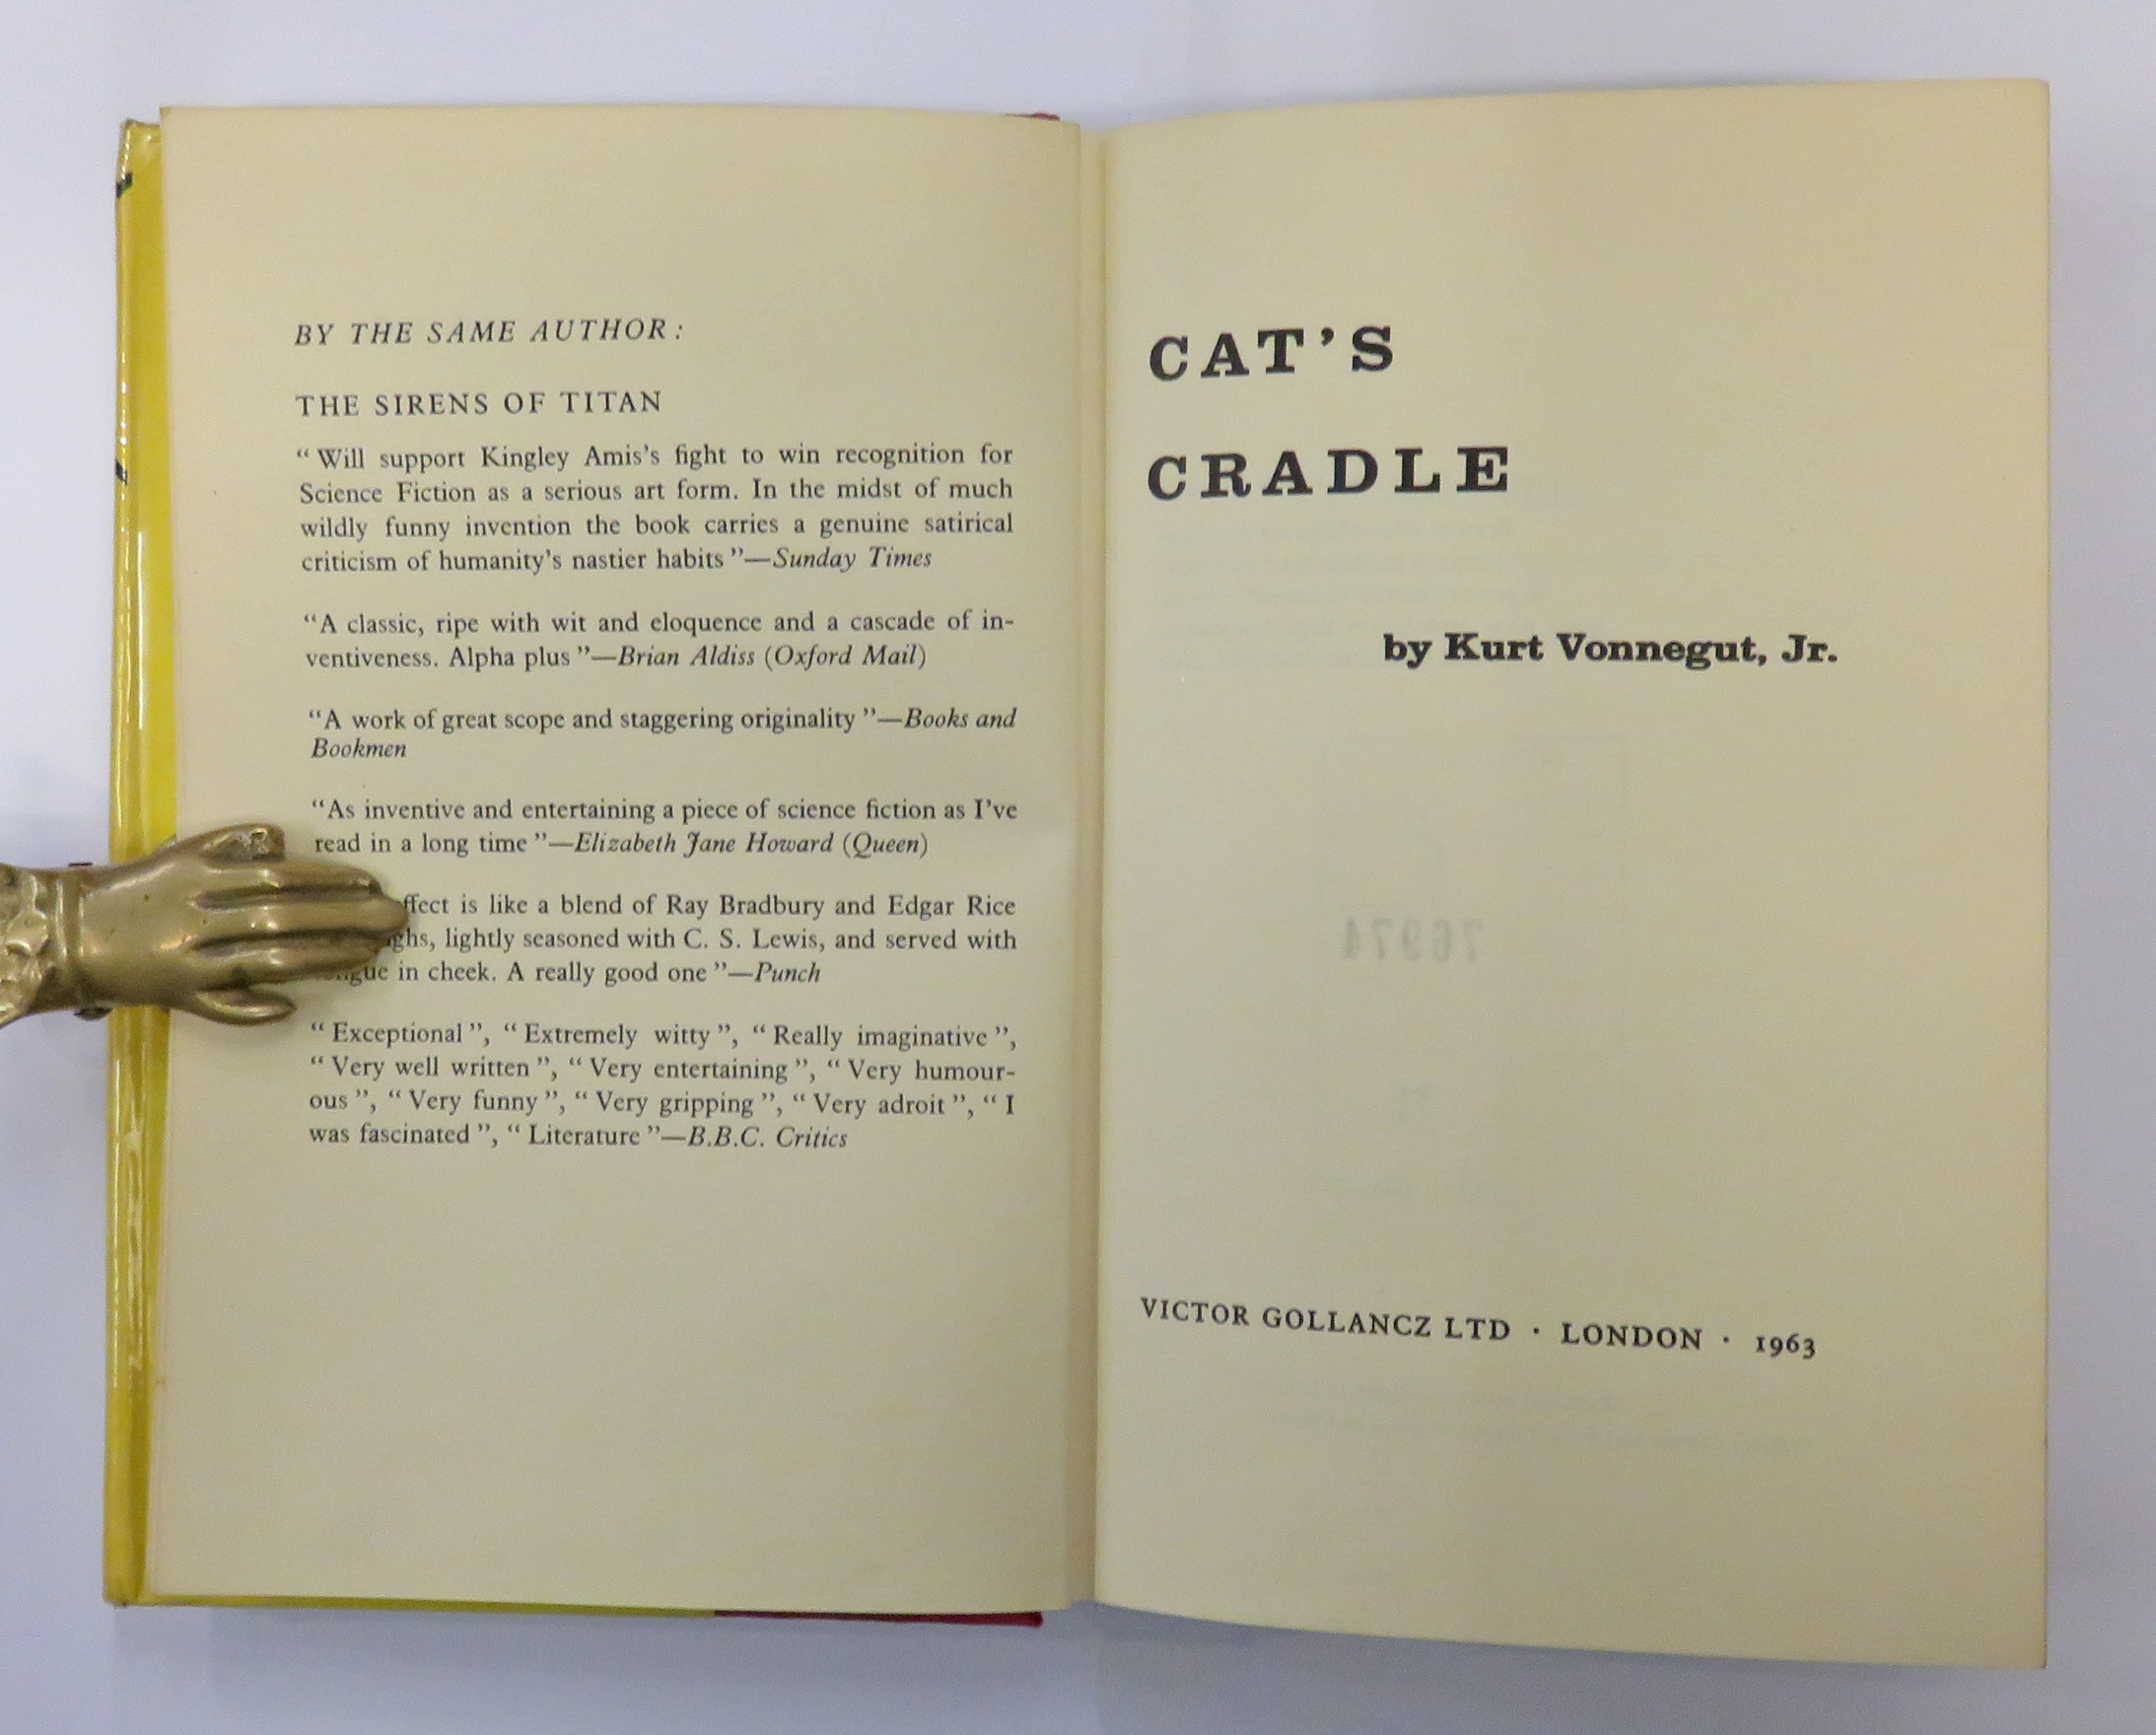 BY THE SAME AUTHOR:
THE SIRENS OF TITAN
“Will support Kingley Amis’s fight to win recognition for
Science Fiction as a serious art form. In the midst of much
wildly funny invention the book carries a genuine satirical
criticism of humanity’s nastier habits”—Sunday Times
“A classic, ripe with wit and eloquence and a cascade of in-
ventiveness. Alpha plus”—Brian Aldiss (Oxford Mail)
“A work of great scope and staggering originality”—Books and
Bookmen
“As inventive and entertaining a piece of science fiction as I’ve
read in a long time”—Elizabeth Jane Howard (Queen)
is like a blend of Ray Bradbury and Edgar Rice
lightly seasoned with C. S. Lewis, and served with
in cheek. A really good one”—Punch
“Exceptional”, “Extremely witty”, “Really imaginative”,
“Very well written”, “Very entertaining”, “Very humour-
ous”, “Very funny”, “Very gripping”, “Very adroit”, “I
was fascinated”, “Literature”—B.B.C. Critics
CAT’S
CRADLE
by Kurt Vonnegut, Jr.
76974
VICTOR GOLLANCZ LTD · LONDON · 1963